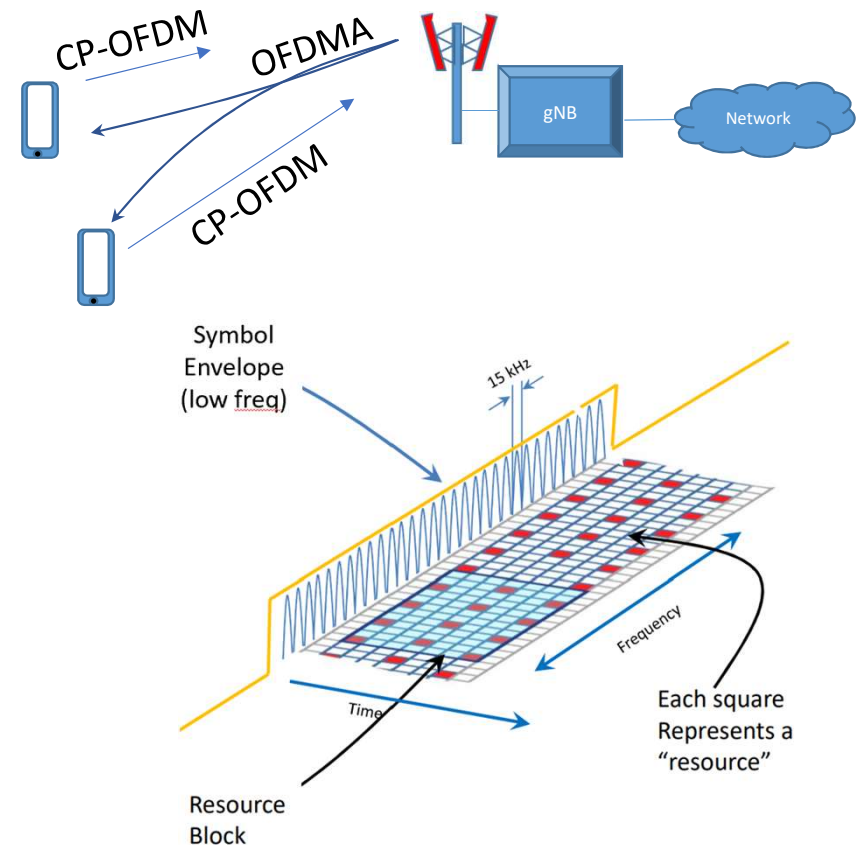 CP-OFDM
OFDMA
CP-OFDM
gNB
Network
Symbol
Envelope
(low freq)
15 kHz
Frequency
Time
Each square
Represents a
“resource”
Resource
Block